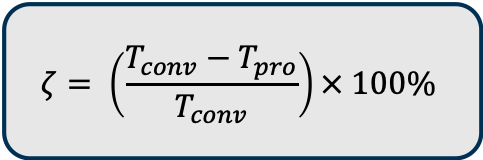 ζ = (T_conv − T_pro / T_conv) × 100%